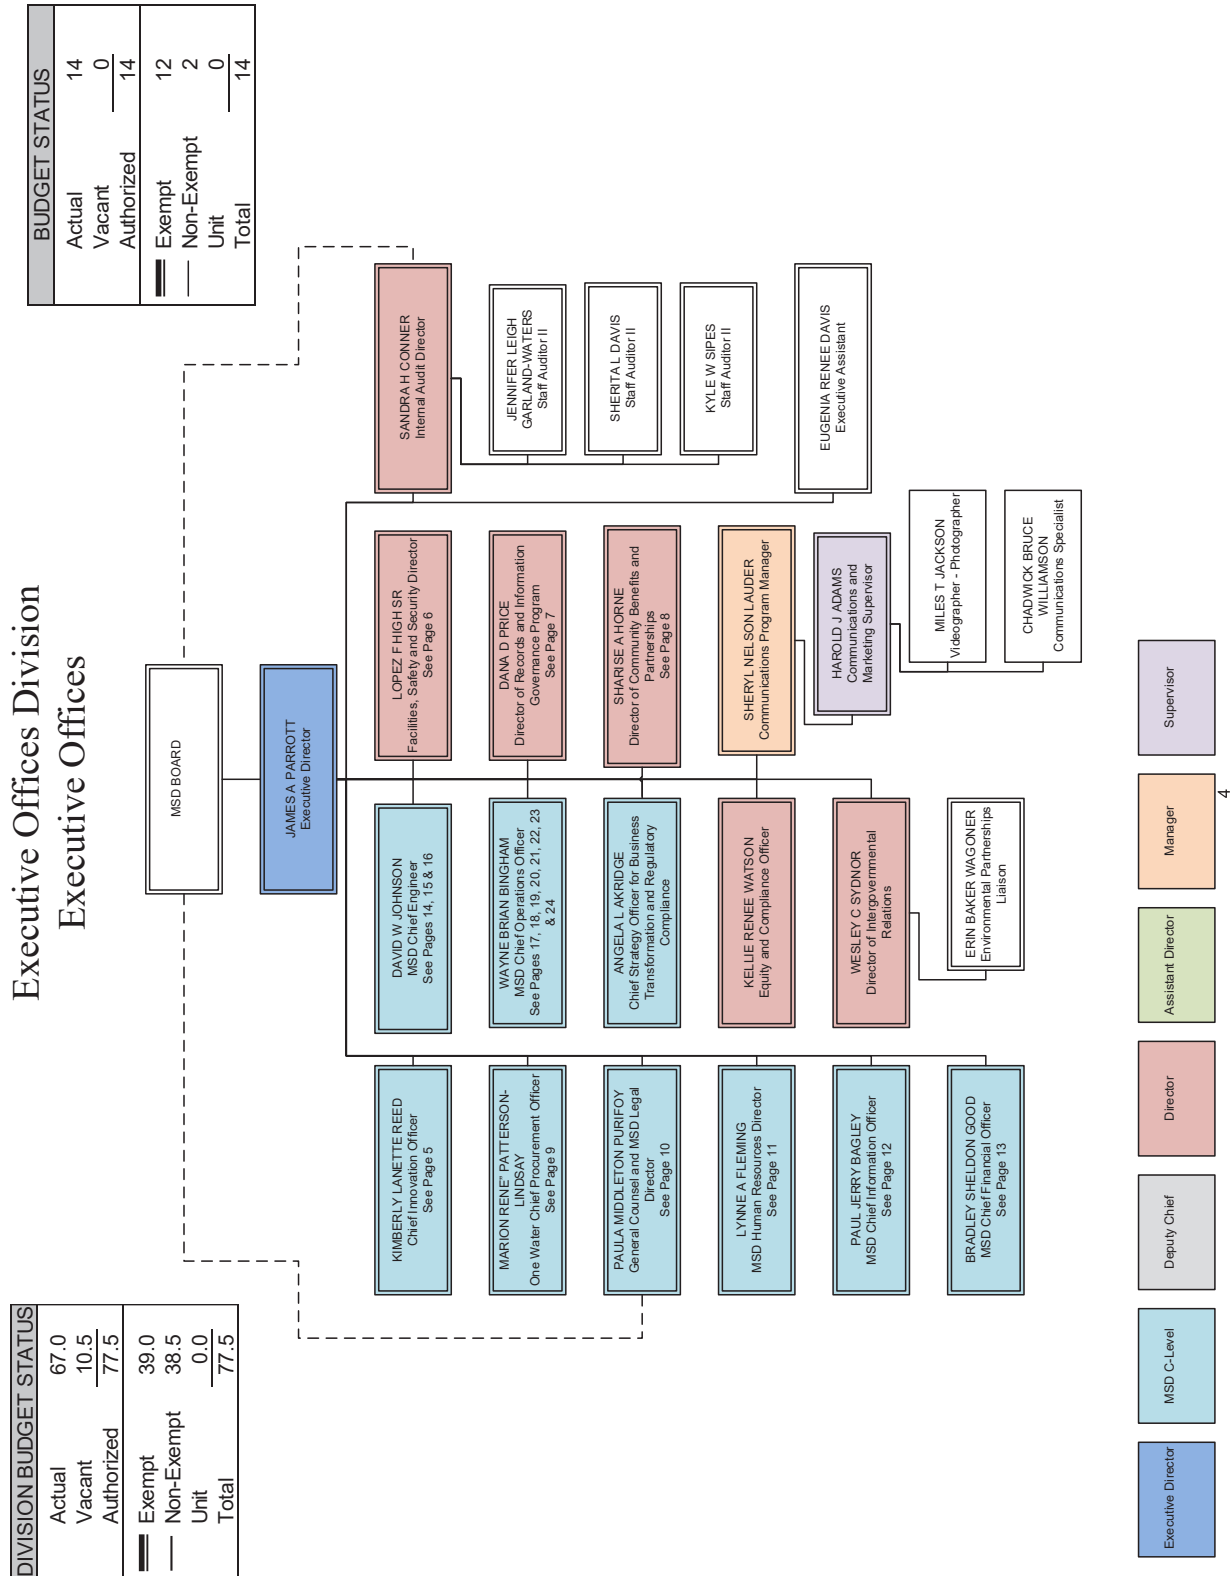 Executive Offices Division
Executive Offices
DIVISION BUDGET STATUS
Actual 67.0
Vacant 10.5
Authorized 77.5
Exempt 39.0
Non-Exempt 38.5
Unit 0.0
Total 77.5
BUDGET STATUS
Actual 14
Vacant 0
Authorized 14
Exempt 12
Non-Exempt 2
Unit 0
Total 14
MSD BOARD
JAMES A PARROTT
Executive Director
KIMBERLY LANETTE REED
Chief Innovation Officer
See Page 5
MARION RENE" PATTERSON-
LINDSAY
One Water Chief Procurement Officer
See Page 9
PAULA MIDDLETON PURIFOY
General Counsel and MSD Legal
Director
See Page 10
LYNNE A FLEMING
MSD Human Resources Director
See Page 11
PAUL JERRY BAGLEY
MSD Chief Information Officer
See Page 12
BRADLEY SHELDON GOOD
MSD Chief Financial Officer
See Page 13
DAVID W JOHNSON
MSD Chief Engineer
See Pages 14, 15 & 16
WAYNE BRIAN BINGHAM
MSD Chief Operations Officer
See Pages 17, 18, 19, 20, 21, 22, 23
& 24
ANGELA L AKRIDGE
Chief Strategy Officer for Business
Transformation and Regulatory
Compliance
KELLIE RENEE WATSON
Equity and Compliance Officer
WESLEY C SYDNOR
Director of Intergovernmental
Relations
ERIN BAKER WAGONER
Environmental Partnerships
Liaison
LOPEZ F HIGH SR
Facilities, Safety and Security Director
See Page 6
DANA D PRICE
Director of Records and Information
Governance Program
See Page 7
SHARISE A HORNE
Director of Community Benefits and
Partnerships
See Page 8
SHERYL NELSON LAUDER
Communications Program Manager
HAROLD J ADAMS
Communications and
Marketing Supervisor
MILES T JACKSON
Videographer - Photographer
CHADWICK BRUCE
WILLIAMSON
Communications Specialist
SANDRA H CONNER
Internal Audit Director
JENNIFER LEIGH
GARLAND-WATERS
Staff Auditor II
SHERITA L DAVIS
Staff Auditor II
KYLE W SIPES
Staff Auditor II
EUGENIA RENEE DAVIS
Executive Assistant
Executive Director
MSD C-Level
Deputy Chief
Director
Assistant Director
Manager
Supervisor
4